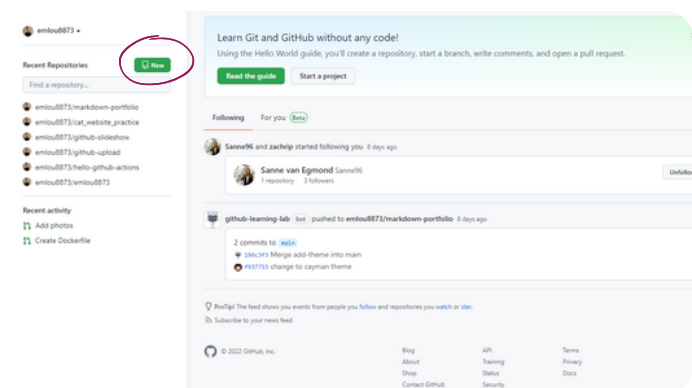 emlou8873
Recent Repositories
New
Find a repository...
emlou8873/markdown-portfolio
emlou8873/cat_website_practice
emlou8873/github-slideshow
emlou8873/github-upload
emlou8873/hello-github-actions
emlou8873/emlou8873
Recent activity
Add photos
Create Dockerfile
Learn Git and GitHub without any code!
Using the Hello World guide, you'll create a repository, start a branch, write comments, and open a pull request.
Read the guide
Start a project
Following
For you Beta
Sanne96 and zachrip started following you 8 days ago
Sanne van Egmond Sanne96
1 repository 3 followers
Unfollow
github-learning-lab bot pushed to emlou8873/markdown-portfolio 8 days ago
2 commits to main
196c3f3 Merge add-theme into main
f937753 change to cayman theme
ProTip! The feed shows you events from people you follow and repositories you watch or star.
Subscribe to your news feed
© 2022 GitHub, Inc.
Blog
About
Shop
Contact GitHub
API
Training
Status
Security
Terms
Privacy
Docs